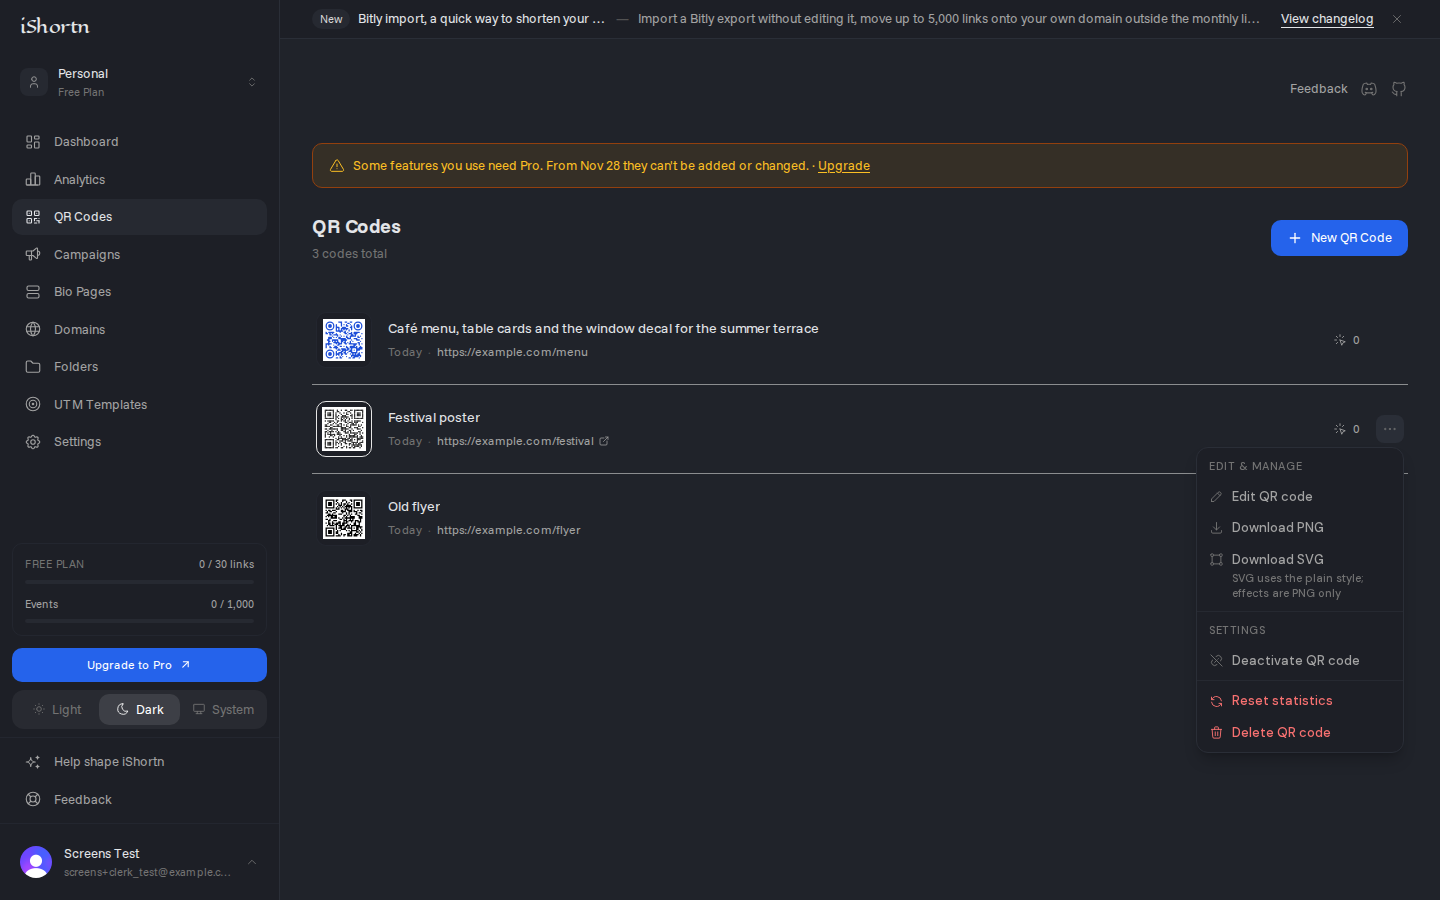 iShortn
New
Bitly import, a quick way to shorten your ...
— Import a Bitly export without editing it, move up to 5,000 links onto your own domain outside the monthly li...
View changelog
Personal
Free Plan
Feedback
Dashboard
Analytics
QR Codes
Campaigns
Bio Pages
Domains
Folders
UTM Templates
Settings
Some features you use need Pro. From Nov 28 they can't be added or changed. · Upgrade
QR Codes
3 codes total
New QR Code
Café menu, table cards and the window decal for the summer terrace
Today · https://example.com/menu
0
Festival poster
Today · https://example.com/festival
0
Old flyer
Today · https://example.com/flyer
EDIT & MANAGE
Edit QR code
Download PNG
Download SVG
SVG uses the plain style;
effects are PNG only
SETTINGS
Deactivate QR code
Reset statistics
Delete QR code
FREE PLAN 0 / 30 links
Events 0 / 1,000
Upgrade to Pro
Light Dark System
Help shape iShortn
Feedback
Screens Test
screens+clerk_test@example.c...